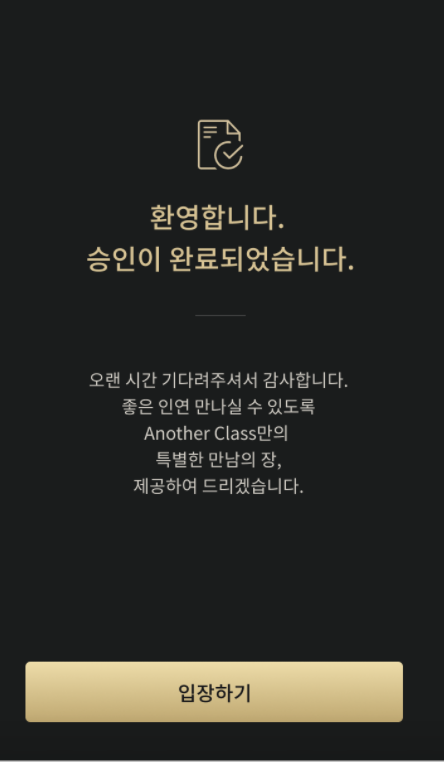 환영합니다.
승인이 완료되었습니다.
오랜 시간 기다려주셔서 감사합니다.
좋은 인연 만나실 수 있도록
Another Class만의
특별한 만남의 장,
제공하여 드리겠습니다.
입장하기